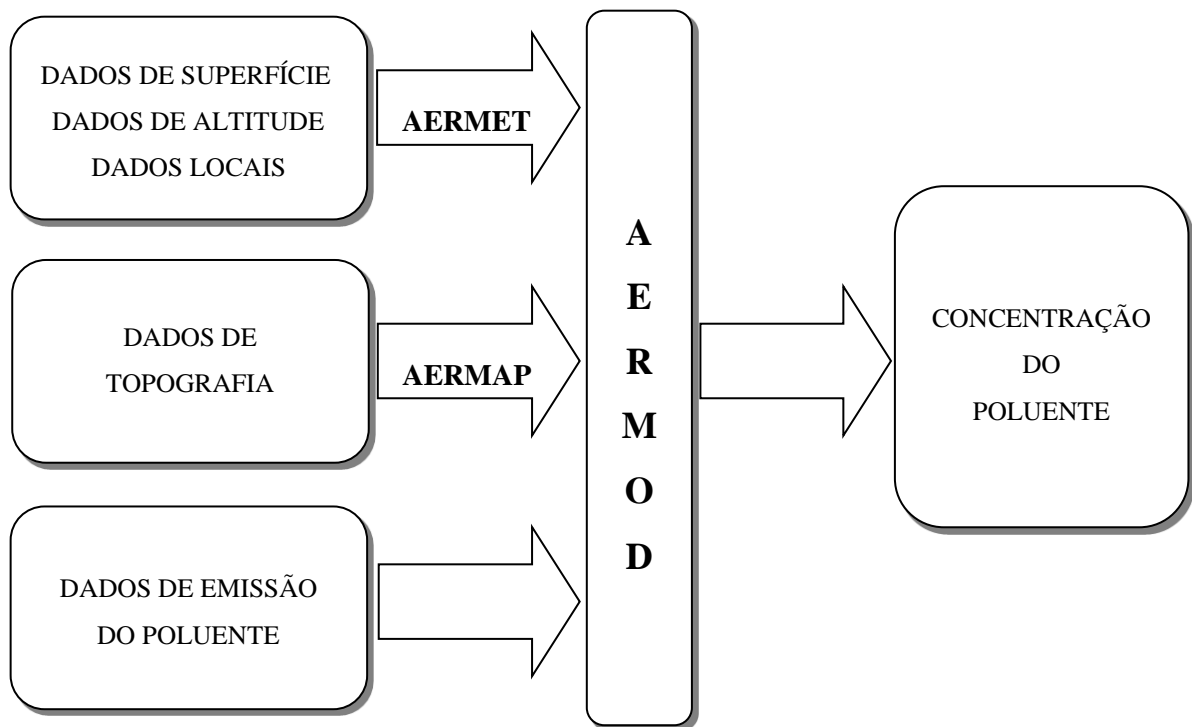 DADOS DE SUPERFÍCIE
DADOS DE ALTITUDE
DADOS LOCAIS
AERMET
DADOS DE
TOPOGRAFIA
AERMAP
DADOS DE EMISSÃO
DO POLUENTE
A
E
R
M
O
D
CONCENTRAÇÃO
DO
POLUENTE